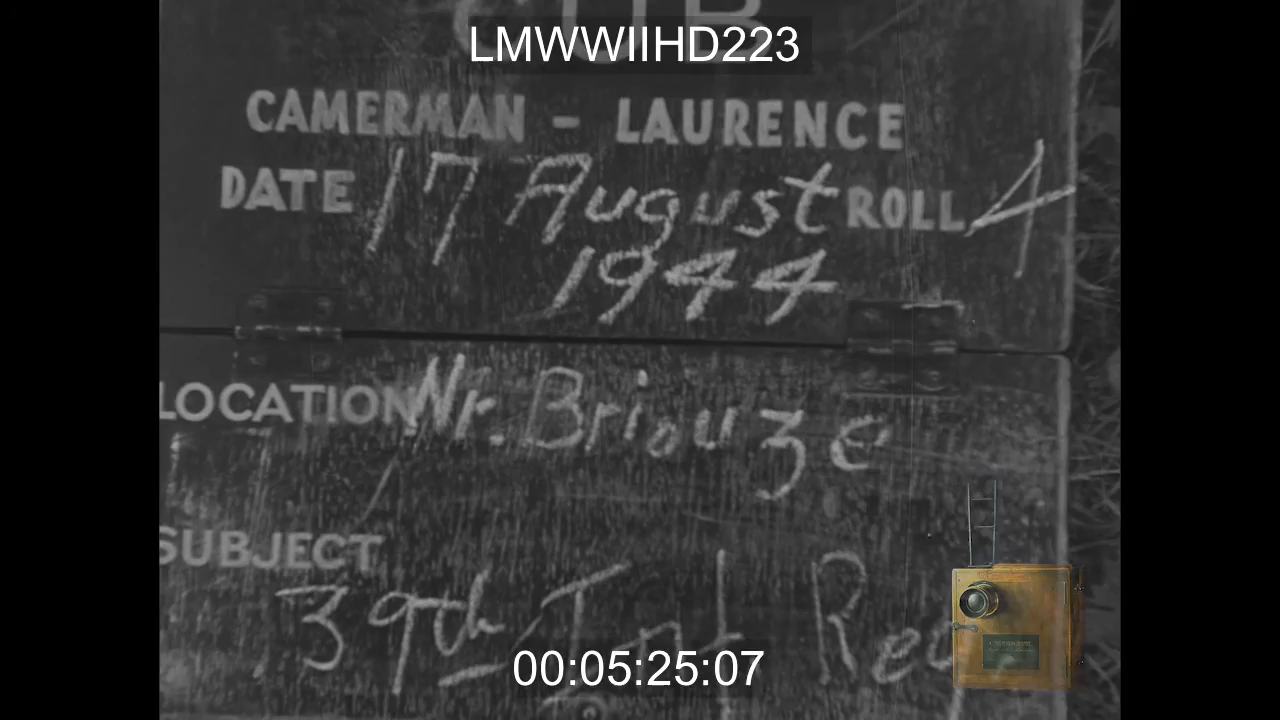 CUB
LMWWIIHD223
CAMERMAN - LAURENCE
DATE 17 August ROLL 4
1944
LOCATION Nr. Briouze
SUBJECT
39th Inf Reg
00:05:25:07